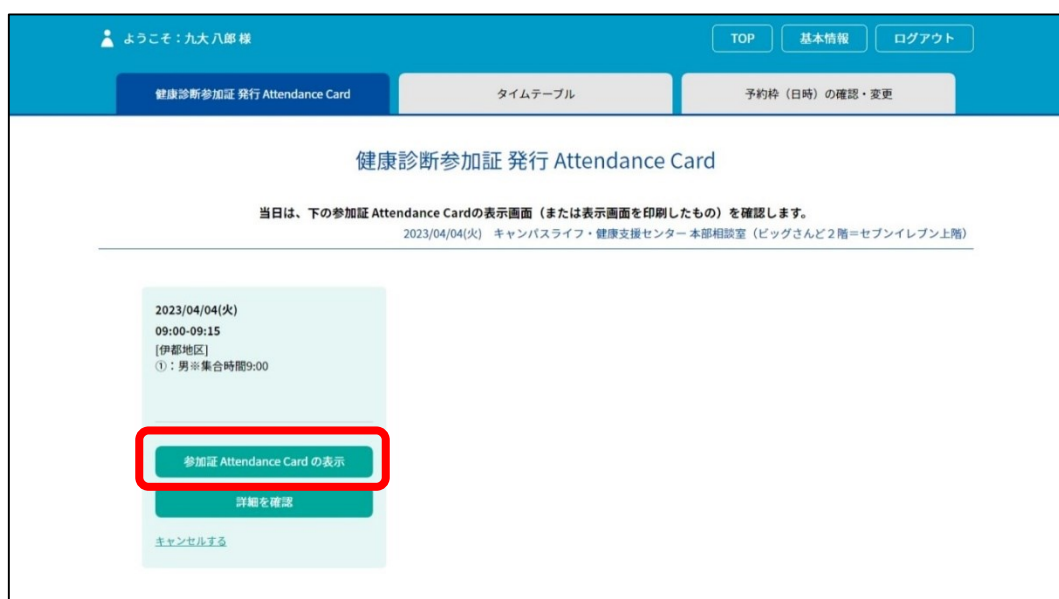 ようこそ：九大 八郎 様
TOP
基本情報
ログアウト
健康診断参加証 発行 Attendance Card
タイムテーブル
予約枠（日時）の確認・変更
健康診断参加証 発行 Attendance Card
当日は、下の参加証 Attendance Cardの表示画面（または表示画面を印刷したもの）を確認します。
2023/04/04(火)　キャンパスライフ・健康支援センター 本部相談室（ビッグさんど２階＝セブンイレブン上階）
2023/04/04(火)
09:00-09:15
[伊都地区]
①：男※集合時間9:00
参加証 Attendance Card の表示
詳細を確認
キャンセルする